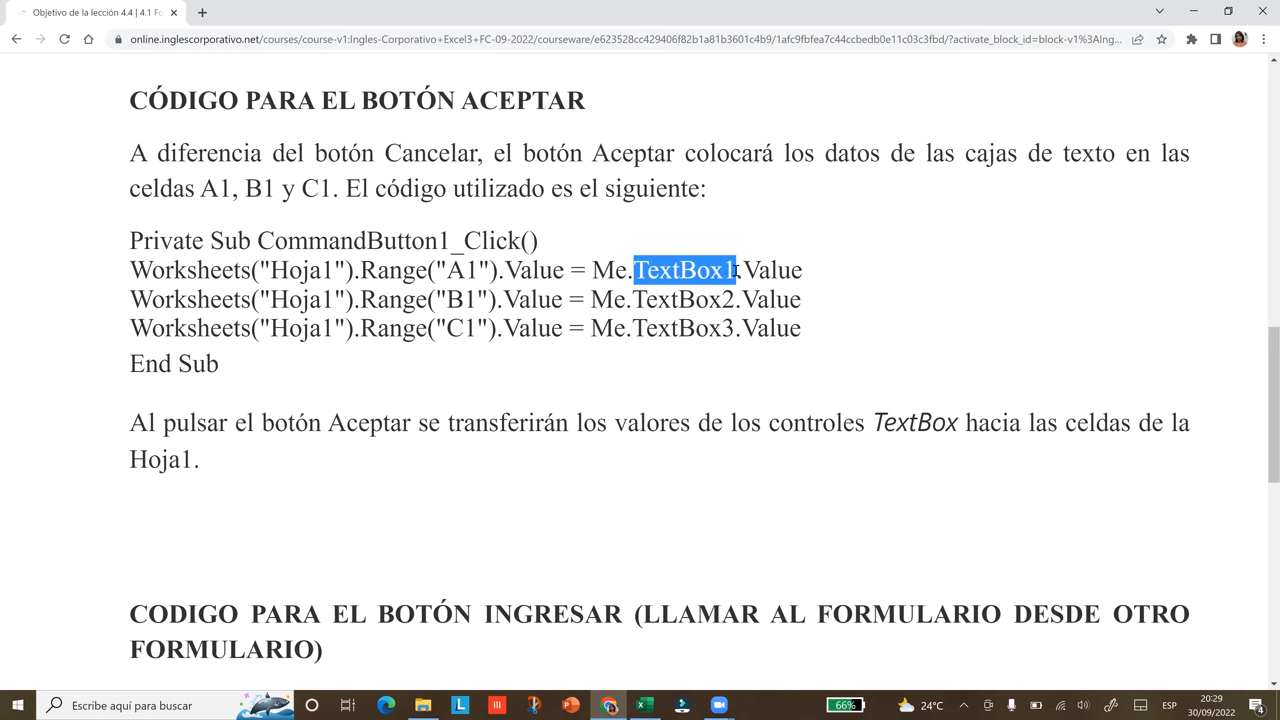 Objetivo de la lección 4.4 | 4.1 Fo
online.inglescorporativo.net/courses/course-v1:Ingles-Corporativo+Excel3+FC-09-2022/courseware/e623528cc429406f82b1a81b3601c4b9/1afc9fbfea7c44ccbedb0e11c03c3fbd/?activate_block_id=block-v1%3AIng...
CÓDIGO PARA EL BOTÓN ACEPTAR
A diferencia del botón Cancelar, el botón Aceptar colocará los datos de las cajas de texto en las
celdas A1, B1 y C1. El código utilizado es el siguiente:
Private Sub CommandButton1_Click()
Worksheets("Hoja1").Range("A1").Value = Me.TextBox1.Value
Worksheets("Hoja1").Range("B1").Value = Me.TextBox2.Value
Worksheets("Hoja1").Range("C1").Value = Me.TextBox3.Value
End Sub
Al pulsar el botón Aceptar se transferirán los valores de los controles TextBox hacia las celdas de la
Hoja1.
CODIGO PARA EL BOTÓN INGRESAR (LLAMAR AL FORMULARIO DESDE OTRO
FORMULARIO)
Escribe aquí para buscar
66%
24°C
ESP
20:29
30/09/2022
4